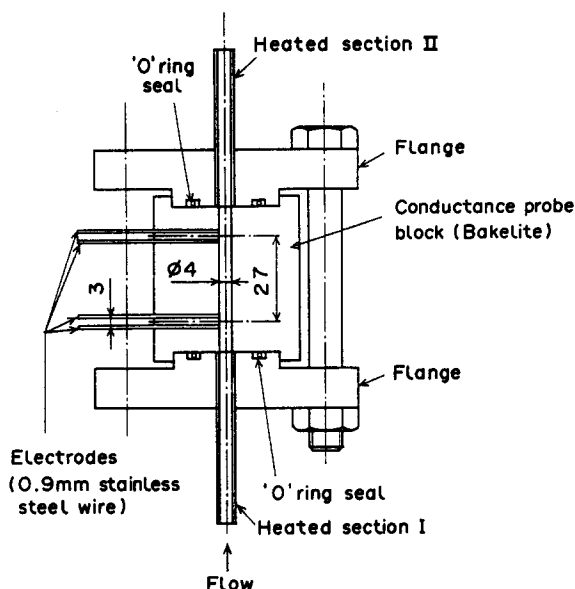 Heated section II
'O' ring
seal
Flange
Conductance probe
block (Bakelite)
Ø4
27
3
Flange
Electrodes
(0.9mm stainless
steel wire)
'O' ring seal
Heated section I
Flow